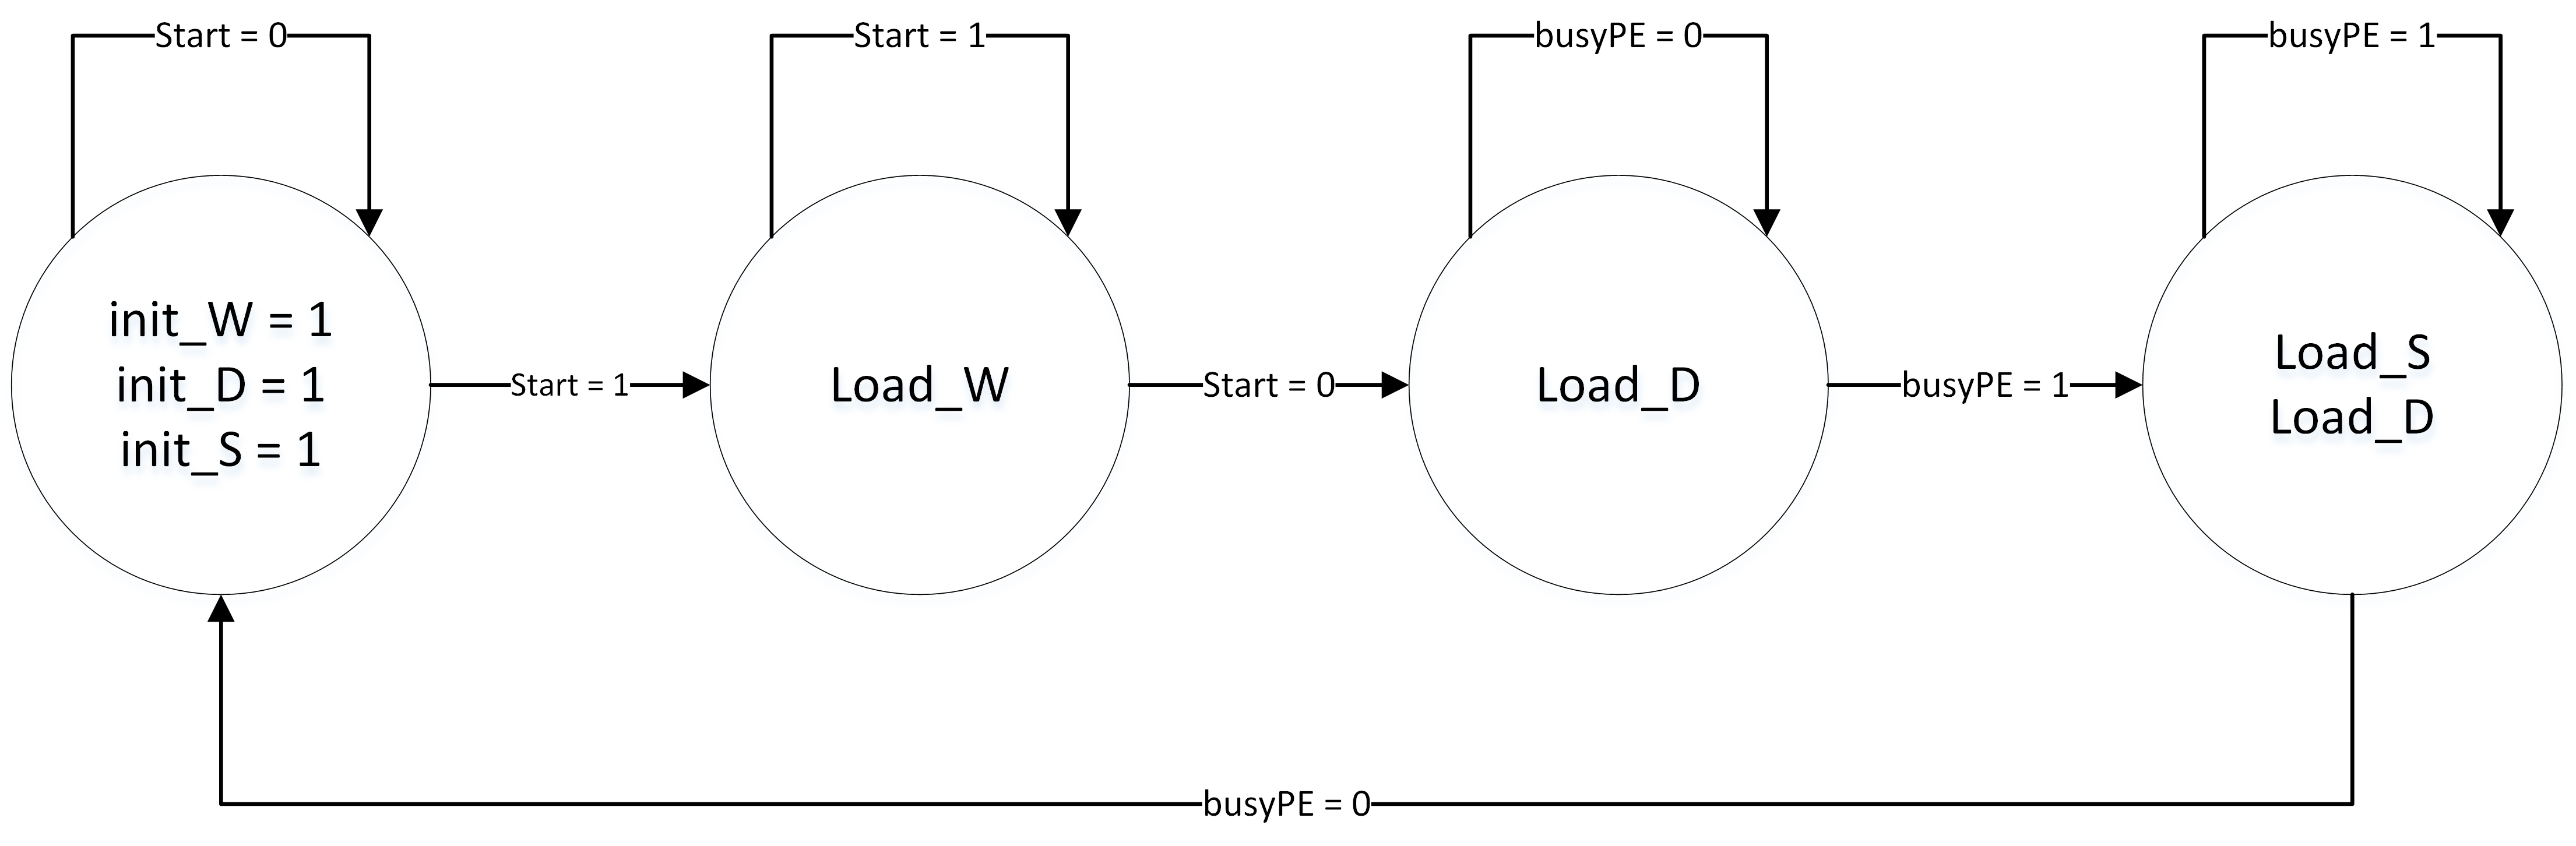 Start = 0
Start = 1
busyPE = 0
busyPE = 1
init_W = 1
init_D = 1
init_S = 1
Start = 1
Load_W
Start = 0
Load_D
busyPE = 1
Load_S
Load_D
busyPE = 0